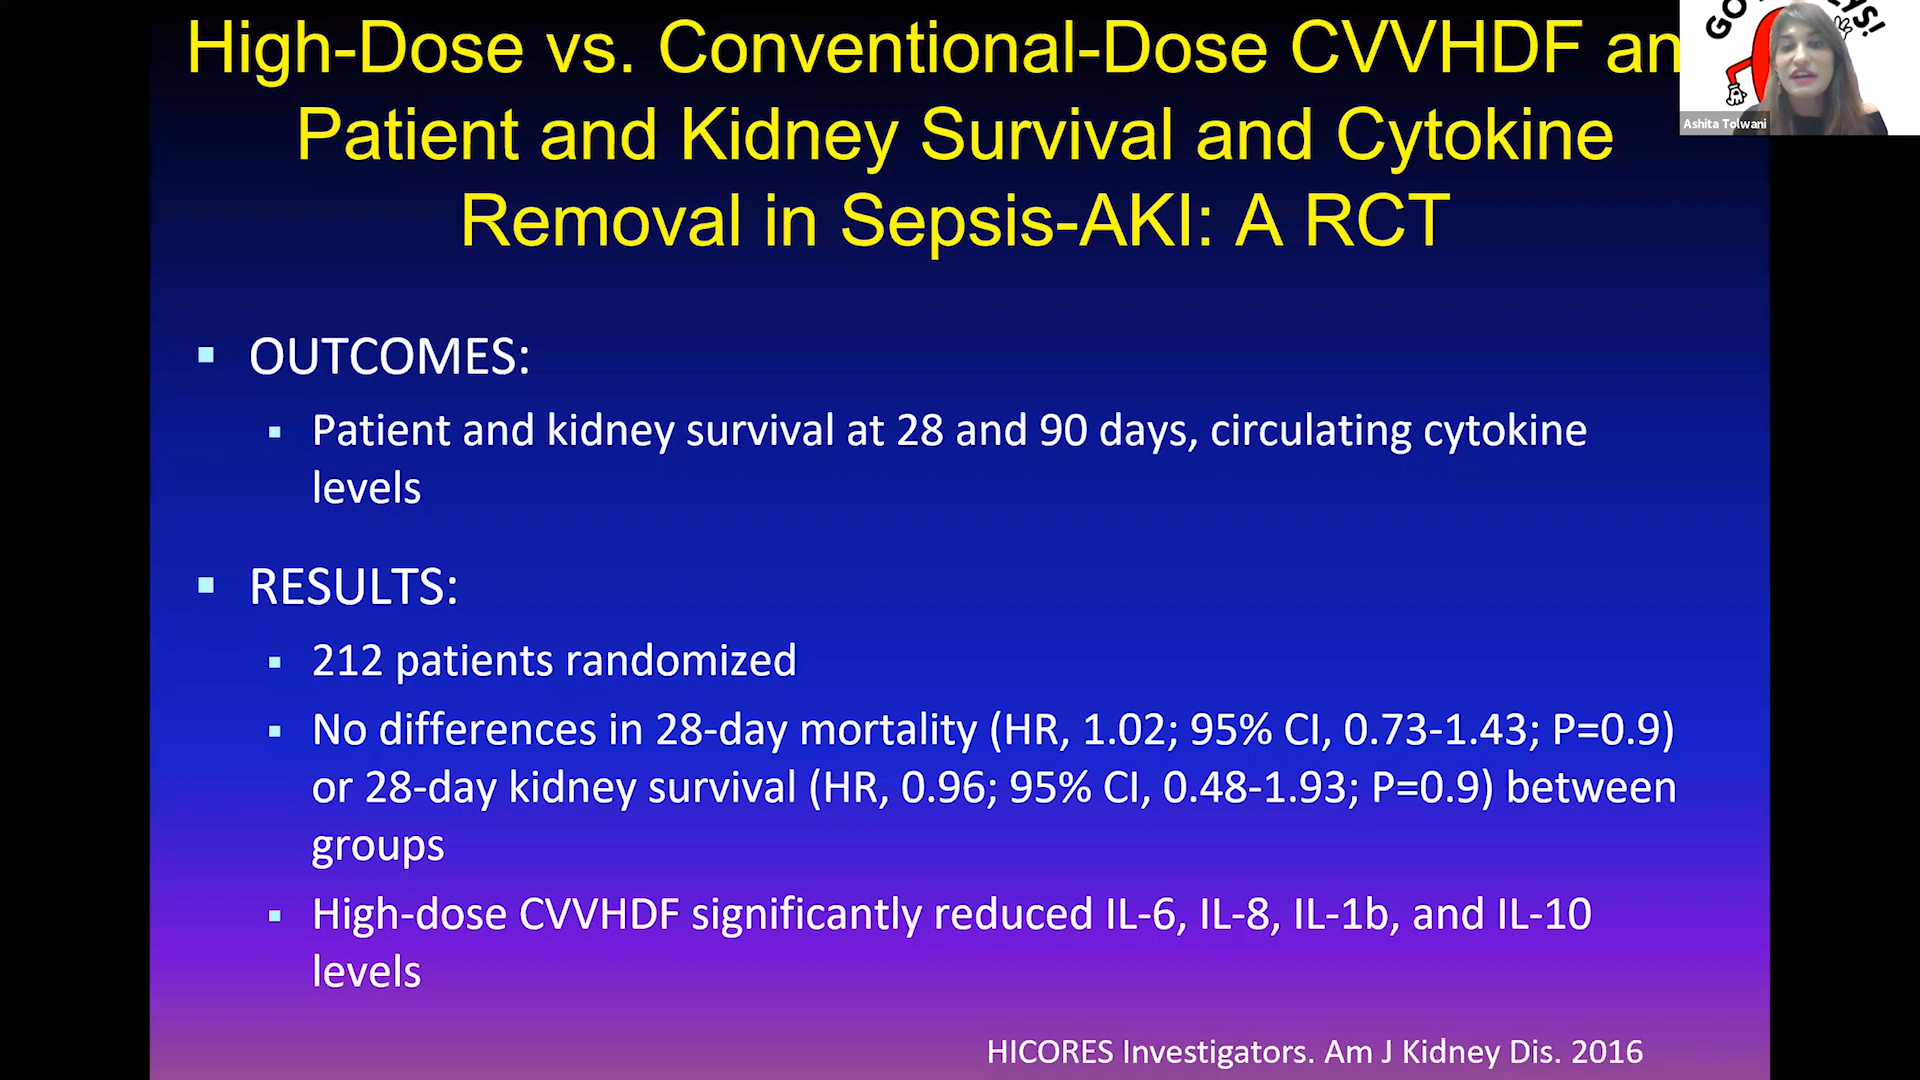 High-Dose vs. Conventional-Dose CVVHDF an
Patient and Kidney Survival and Cytokine
Removal in Sepsis-AKI: A RCT
Ashita Tolwani
OUTCOMES:
Patient and kidney survival at 28 and 90 days, circulating cytokine
levels
RESULTS:
212 patients randomized
No differences in 28-day mortality (HR, 1.02; 95% CI, 0.73-1.43; P=0.9)
or 28-day kidney survival (HR, 0.96; 95% CI, 0.48-1.93; P=0.9) between
groups
High-dose CVVHDF significantly reduced IL-6, IL-8, IL-1b, and IL-10
levels
HICORES Investigators. Am J Kidney Dis. 2016